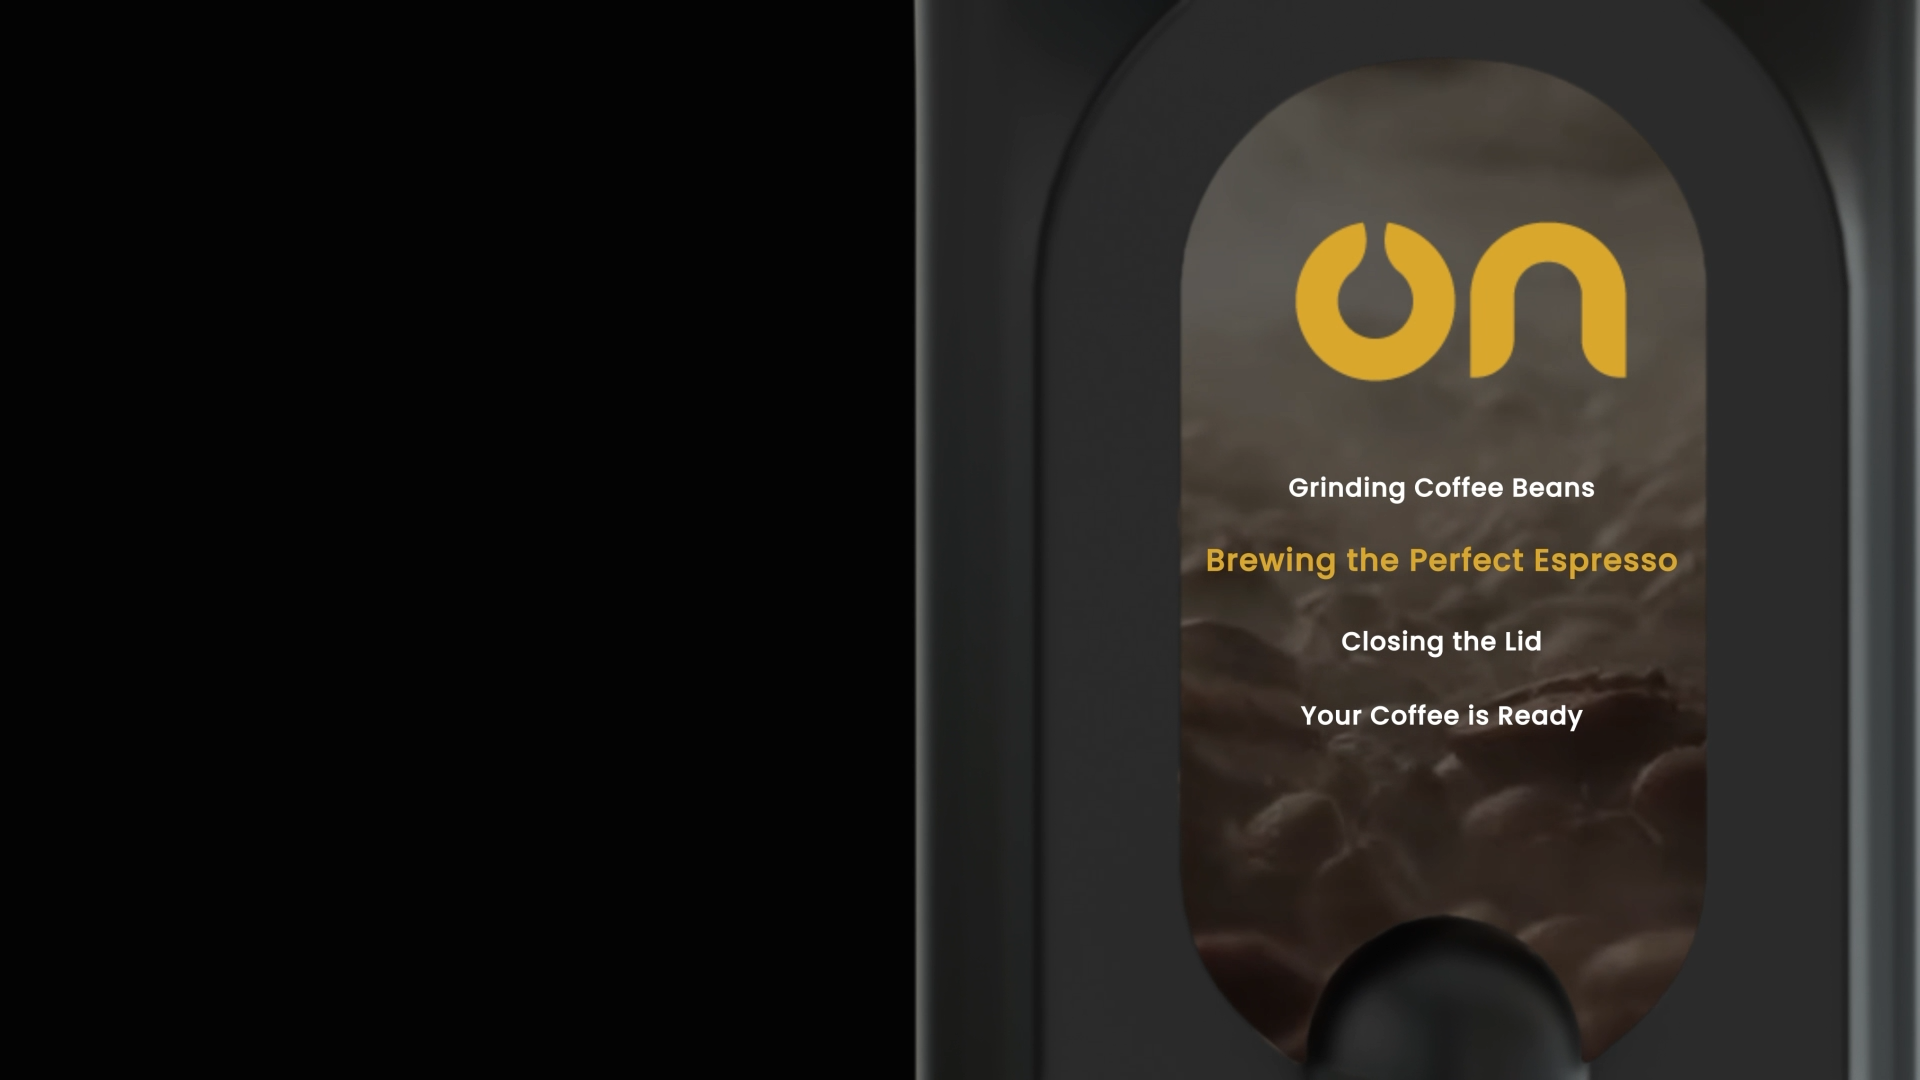 on
Grinding Coffee Beans
Brewing the Perfect Espresso
Closing the Lid
Your Coffee is Ready